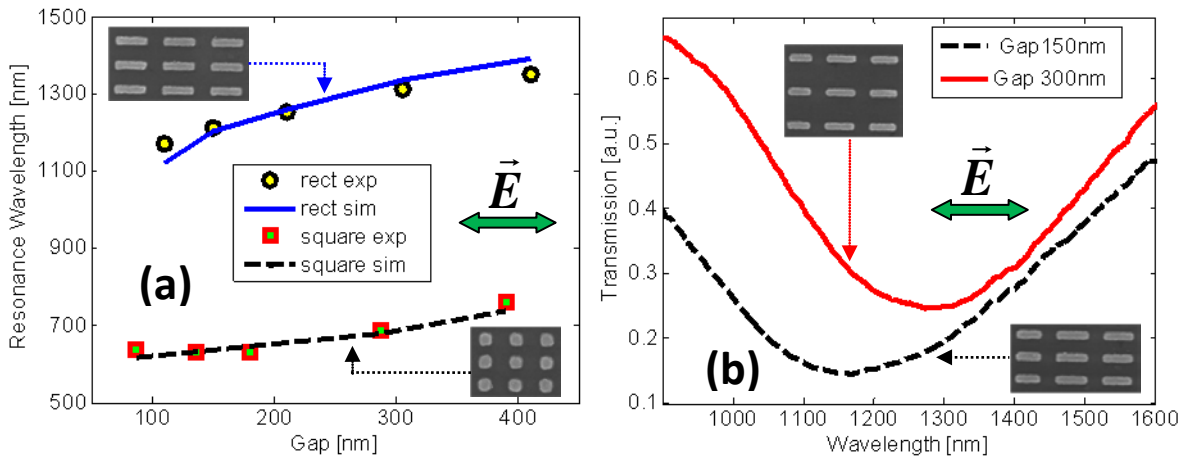 1500
1300
1100
900
700
500
Resonance Wavelength [nm]
100
200
300
400
Gap [nm]
rect exp
rect sim
square exp
square sim
E
(a)
0.6
0.5
0.4
0.3
0.2
0.1
Transmission [a.u.]
1000
1100
1200
1300
1400
1500
1600
Wavelength [nm]
Gap150nm
Gap 300nm
E
(b)